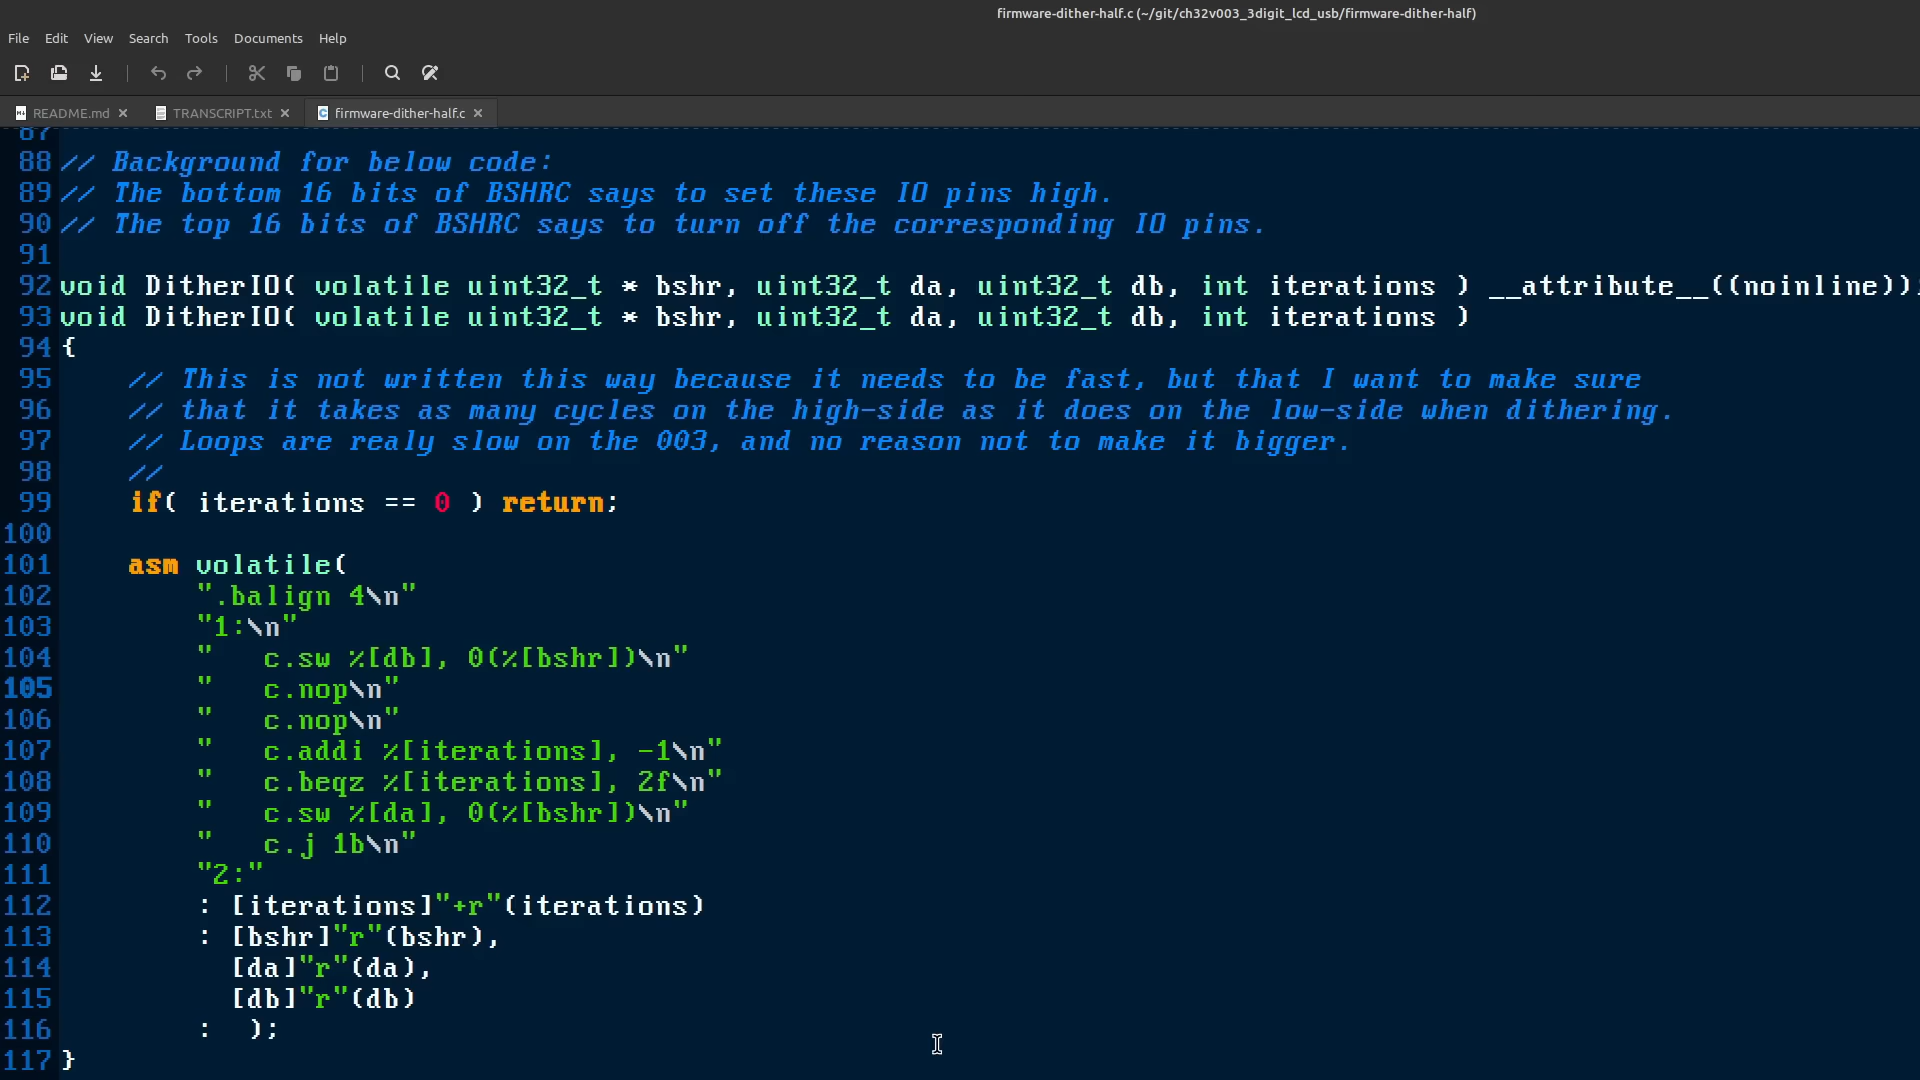 firmware-dither-half.c (~/git/ch32v003_3digit_lcd_usb/firmware-dither-half)
File Edit View Search Tools Documents Help
README.md TRANSCRIPT.txt firmware-dither-half.c
87
88 // Background for below code:
89 // The bottom 16 bits of BSHRC says to set these IO pins high.
90 // The top 16 bits of BSHRC says to turn off the corresponding IO pins.
91
92 void DitherIO( volatile uint32_t * bshr, uint32_t da, uint32_t db, int iterations ) __attribute__((noinline));
93 void DitherIO( volatile uint32_t * bshr, uint32_t da, uint32_t db, int iterations )
94 {
95 // This is not written this way because it needs to be fast, but that I want to make sure
96 // that it takes as many cycles on the high-side as it does on the low-side when dithering.
97 // Loops are realy slow on the 003, and no reason not to make it bigger.
98 //
99 if( iterations == 0 ) return;
100
101 asm volatile(
102 ".balign 4\n"
103 "1:\n"
104 " c.sw %[db], 0(%[bshr])\n"
105 " c.nop\n"
106 " c.nop\n"
107 " c.addi %[iterations], -1\n"
108 " c.beqz %[iterations], 2f\n"
109 " c.sw %[da], 0(%[bshr])\n"
110 " c.j 1b\n"
111 "2:"
112 : [iterations]"+r"(iterations)
113 : [bshr]"r"(bshr),
114 [da]"r"(da),
115 [db]"r"(db)
116 : );
117 }